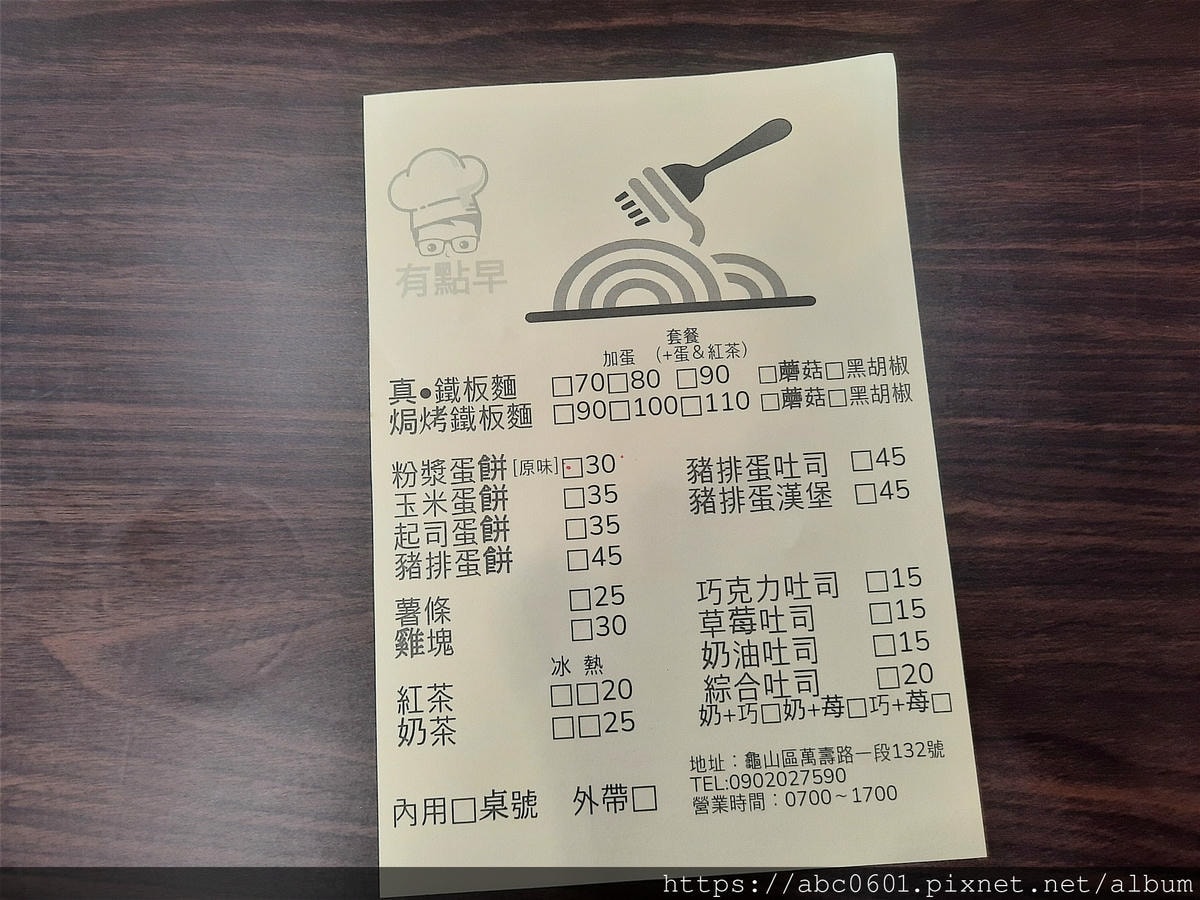 有點早
套餐
加蛋 (+蛋&紅茶)
真●鐵板麵 □70□80 □90 □蘑菇□黑胡椒
焗烤鐵板麵 □90□100□110 □蘑菇□黑胡椒
粉漿蛋餅[原味]□30
玉米蛋餅 □35
起司蛋餅 □35
豬排蛋餅 □45
薯條 □25
雞塊 □30
冰 熱
紅茶 □□20
奶茶 □□25
內用□桌號 外帶□
豬排蛋吐司 □45
豬排蛋漢堡 □45
巧克力吐司 □15
草莓吐司 □15
奶油吐司 □15
綜合吐司 □20
奶+巧□奶+莓□巧+莓□
地址：龜山區萬壽路一段132號
TEL:0902027590
營業時間：0700~1700
https://abc0601.pixnet.net/album